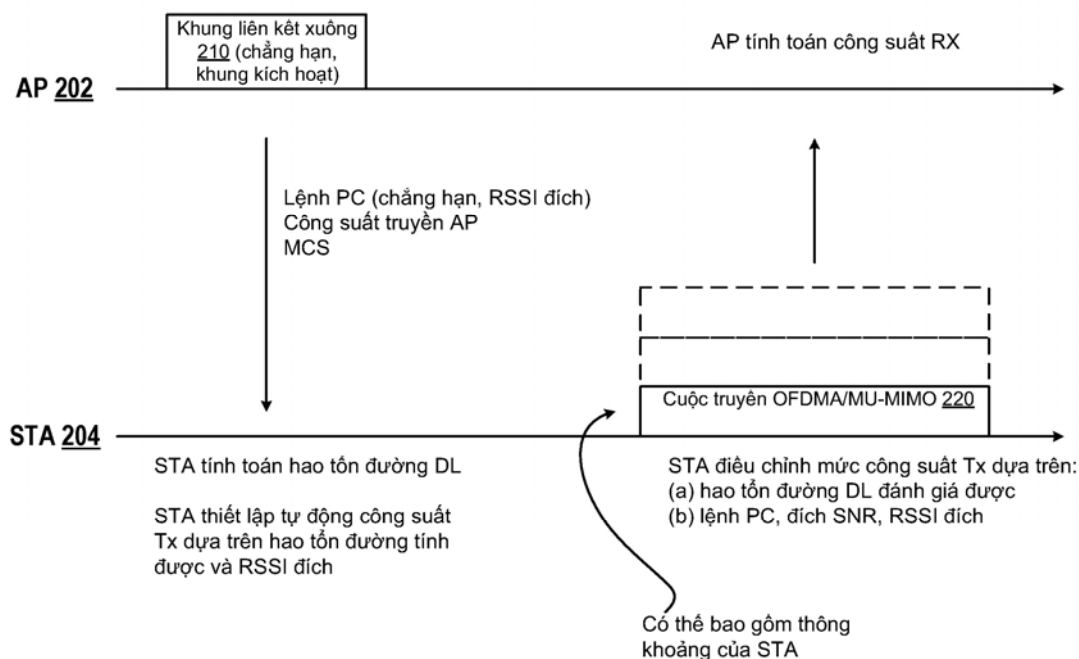 Khung liên kết xuống
210 (chẳng hạn,
khung kích hoạt)
AP tính toán công suất RX
AP 202
Lệnh PC (chẳng hạn, RSSI đích)
Công suất truyền AP
MCS
Cuộc truyền OFDMA/MU-MIMO 220
STA 204
STA tính toán hao tốn đường DL
STA thiết lập tự động công suất
Tx dựa trên hao tốn đường tính
được và RSSI đích
STA điều chỉnh mức công suất Tx dựa trên:
(a) hao tốn đường DL đánh giá được
(b) lệnh PC, đích SNR, RSSI đích
Có thể bao gồm thông
khoảng của STA